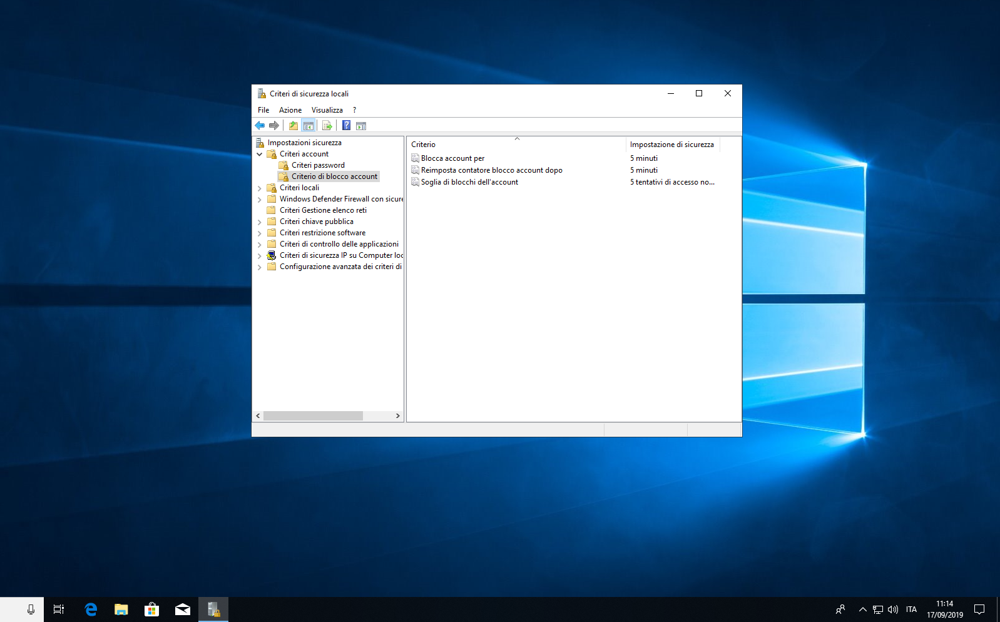 Criteri di sicurezza locali
File Azione Visualizza ?
Impostazioni sicurezza
Criteri account
Criteri password
Criterio di blocco account
Criteri locali
Windows Defender Firewall con sicure
Criteri Gestione elenco reti
Criteri chiave pubblica
Criteri restrizione software
Criteri di controllo delle applicazioni
Criteri di sicurezza IP su Computer loc
Configurazione avanzata dei criteri di
Criterio Impostazione di sicurezza
Blocca account per 5 minuti
Reimposta contatore blocco account dopo 5 minuti
Soglia di blocchi dell'account 5 tentativi di accesso no...
ITA
11:14
17/09/2019